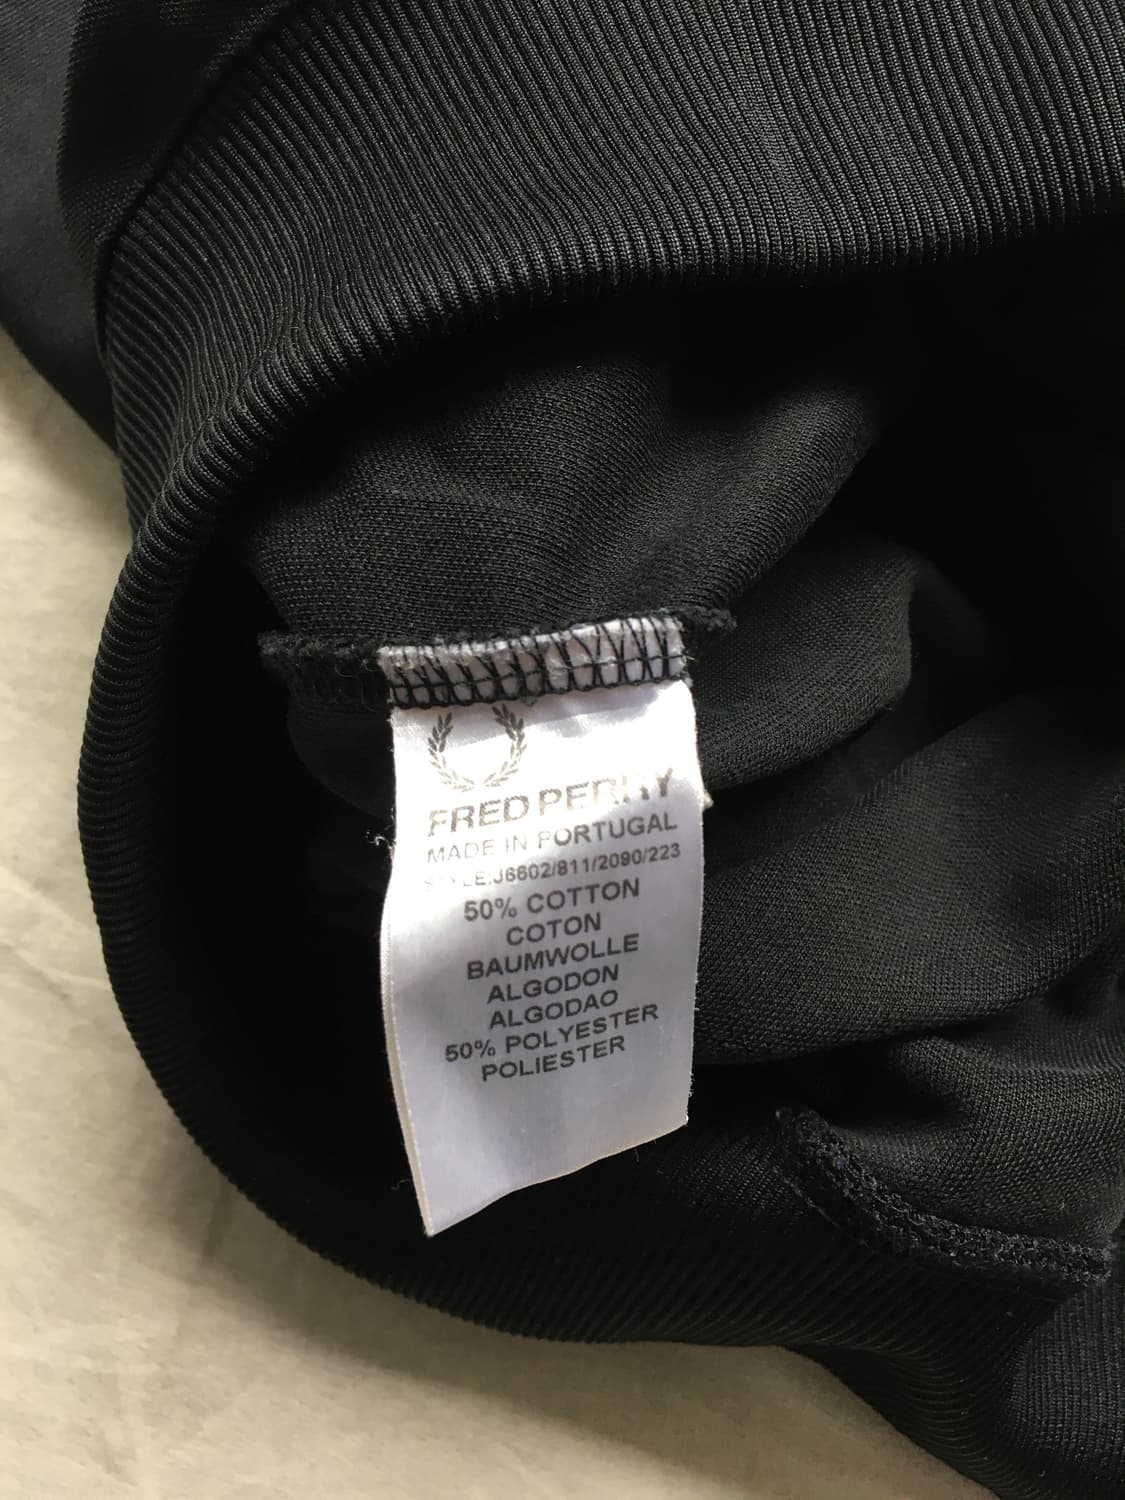 FRED PERRY
MADE IN PORTUGAL
STYLE:J6602/811/2090/223
50% COTTON
COTON
BAUMWOLLE
ALGODON
ALGODAO
50% POLYESTER
POLIESTER